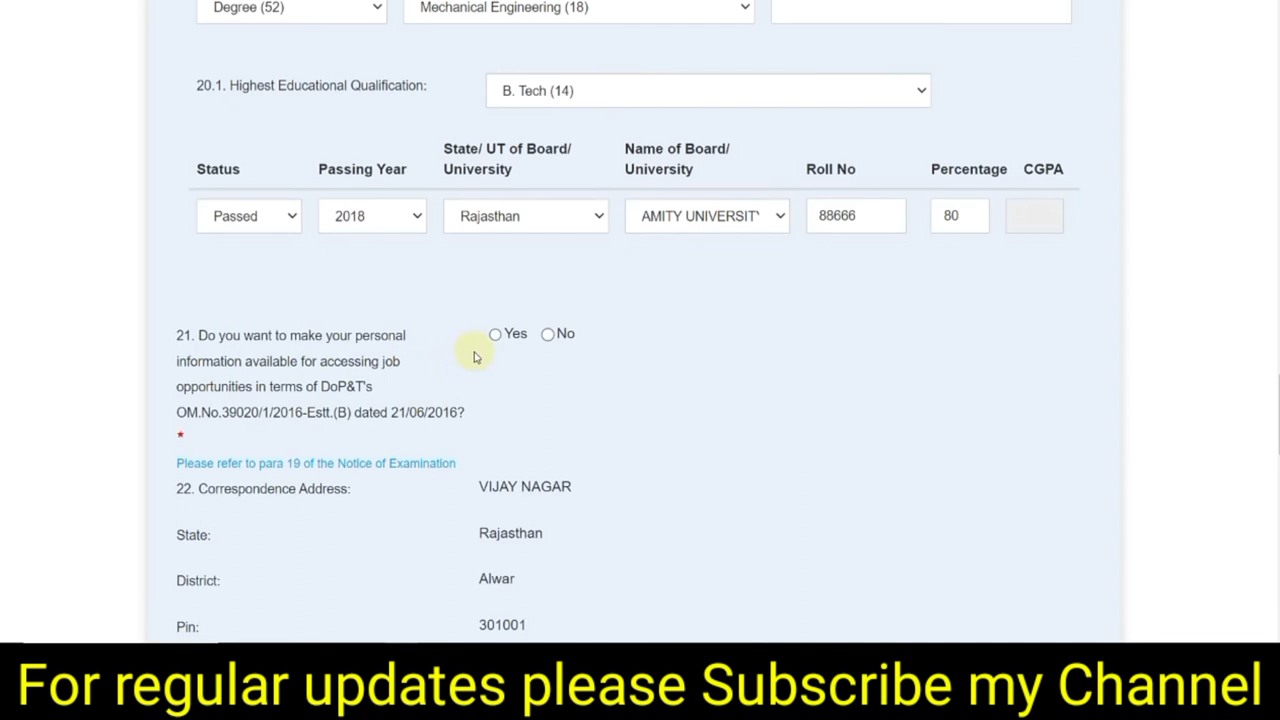 Degree (52) Mechanical Engineering (18)
20.1. Highest Educational Qualification: B. Tech (14)
Status Passing Year State/ UT of Board/ University Name of Board/ University Roll No Percentage CGPA
Passed 2018 Rajasthan AMITY UNIVERSIT 88666 80
21. Do you want to make your personal Yes No
information available for accessing job
opportunities in terms of DoP&T's
OM.No.39020/1/2016-Estt.(B) dated 21/06/2016?
*
Please refer to para 19 of the Notice of Examination
22. Correspondence Address: VIJAY NAGAR
State: Rajasthan
District: Alwar
Pin: 301001
For regular updates please Subscribe my Channel